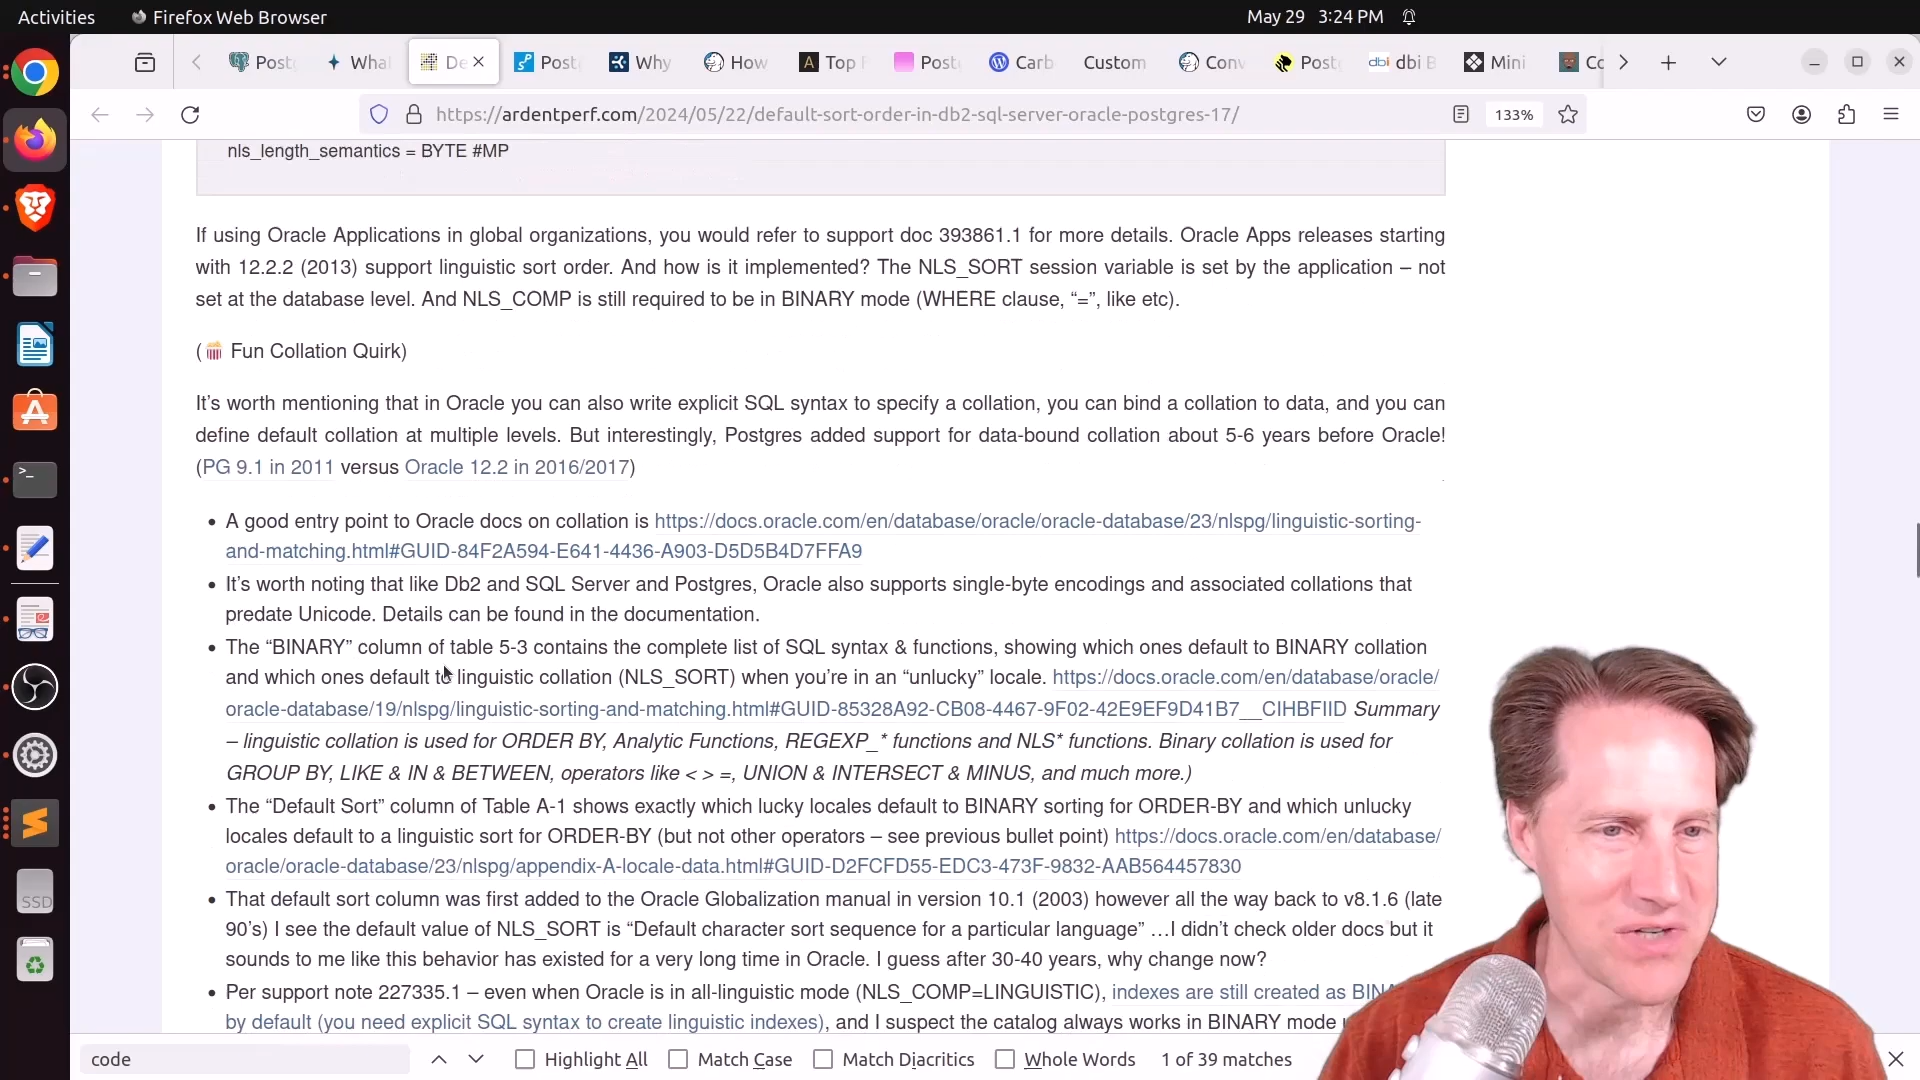 Activities
Firefox Web Browser
May 29 3:24 PM
Post
What
De
Post
Why
How
Top
Post
Carb
Custom
Conv
Post
dbi dbi B
Mini
Co
https://ardentperf.com/2024/05/22/default-sort-order-in-db2-sql-server-oracle-postgres-17/
133%
nls_length_semantics = BYTE #MP
If using Oracle Applications in global organizations, you would refer to support doc 393861.1 for more details. Oracle Apps releases starting
with 12.2.2 (2013) support linguistic sort order. And how is it implemented? The NLS_SORT session variable is set by the application – not
set at the database level. And NLS_COMP is still required to be in BINARY mode (WHERE clause, “=”, like etc).
(🍿 Fun Collation Quirk)
It’s worth mentioning that in Oracle you can also write explicit SQL syntax to specify a collation, you can bind a collation to data, and you can
define default collation at multiple levels. But interestingly, Postgres added support for data-bound collation about 5-6 years before Oracle!
(PG 9.1 in 2011 versus Oracle 12.2 in 2016/2017)
• A good entry point to Oracle docs on collation is https://docs.oracle.com/en/database/oracle/oracle-database/23/nlspg/linguistic-sorting-
and-matching.html#GUID-84F2A594-E641-4436-A903-D5D5B4D7FFA9
• It’s worth noting that like Db2 and SQL Server and Postgres, Oracle also supports single-byte encodings and associated collations that
predate Unicode. Details can be found in the documentation.
• The “BINARY” column of table 5-3 contains the complete list of SQL syntax & functions, showing which ones default to BINARY collation
and which ones default to linguistic collation (NLS_SORT) when you’re in an “unlucky” locale. https://docs.oracle.com/en/database/oracle/
oracle-database/19/nlspg/linguistic-sorting-and-matching.html#GUID-85328A92-CB08-4467-9F02-42E9EF9D41B7__CIHBFIID Summary
– linguistic collation is used for ORDER BY, Analytic Functions, REGEXP_* functions and NLS* functions. Binary collation is used for
GROUP BY, LIKE & IN & BETWEEN, operators like < > =, UNION & INTERSECT & MINUS, and much more.)
• The “Default Sort” column of Table A-1 shows exactly which lucky locales default to BINARY sorting for ORDER-BY and which unlucky
locales default to a linguistic sort for ORDER-BY (but not other operators – see previous bullet point) https://docs.oracle.com/en/database/
oracle/oracle-database/23/nlspg/appendix-A-locale-data.html#GUID-D2FCFD55-EDC3-473F-9832-AAB564457830
• That default sort column was first added to the Oracle Globalization manual in version 10.1 (2003) however all the way back to v8.1.6 (late
90’s) I see the default value of NLS_SORT is “Default character sort sequence for a particular language” …I didn’t check older docs but it
sounds to me like this behavior has existed for a very long time in Oracle. I guess after 30-40 years, why change now?
• Per support note 227335.1 – even when Oracle is in all-linguistic mode (NLS_COMP=LINGUISTIC), indexes are still created as BIN
by default (you need explicit SQL syntax to create linguistic indexes), and I suspect the catalog always works in BINARY mode
SSD
code
Highlight All
Match Case
Match Diacritics
Whole Words
1 of 39 matches